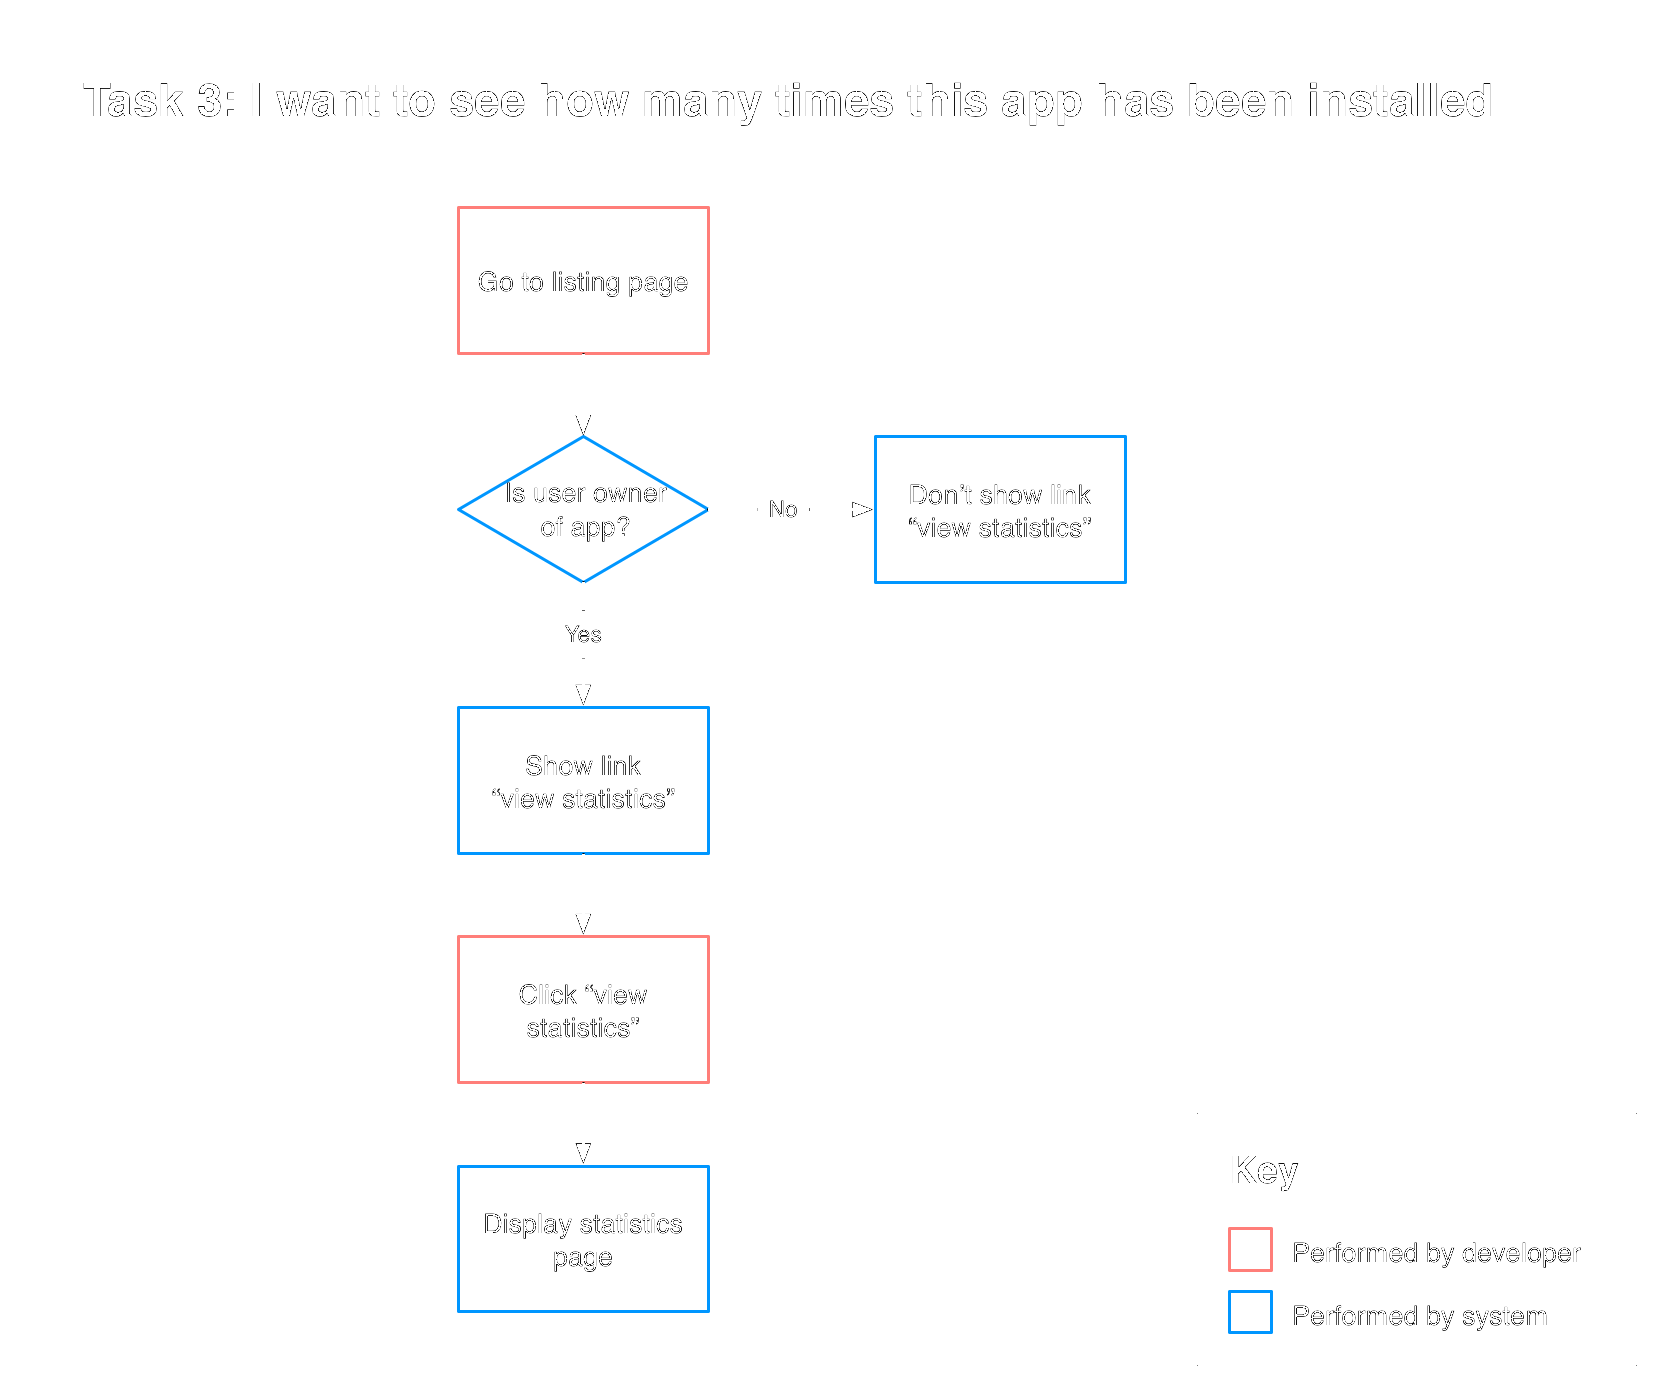 Task 3: I want to see how many times this app has been installed
Go to listing page
Is user owner
of app?
No
Don’t show link
“view statistics”
Yes
Show link
“view statistics”
Click “view
statistics”
Display statistics
page
Key
Performed by developer
Performed by system